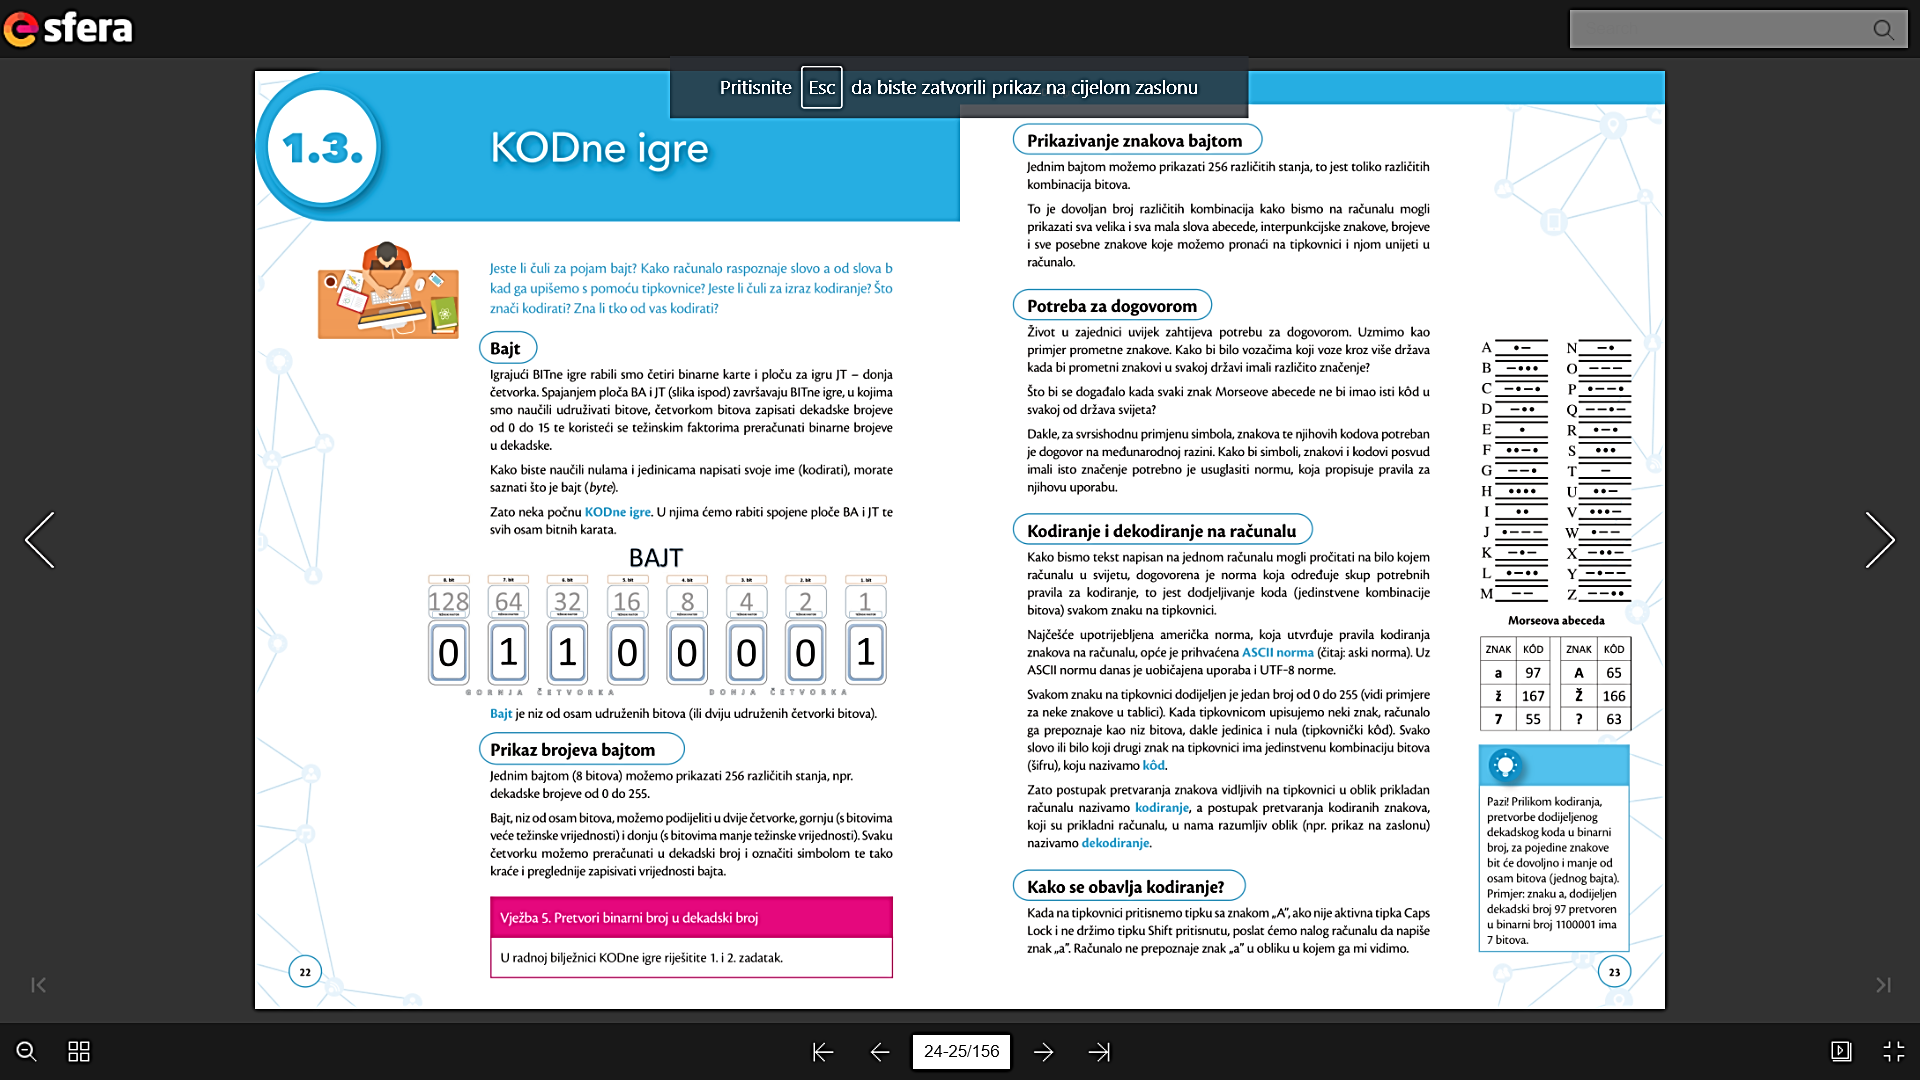 esfera
Pritisnite Esc da biste zatvorili prikaz na cijelom zaslonu
1.3.
KODne igre
Jeste li čuli za pojam bajt? Kako računalo raspoznaje slovo a od slova b
kad ga upišemo s pomoću tipkovnice? Jeste li čuli za izraz kodiranje? Što
znači kodirati? Zna li tko od vas kodirati?
Bajt
Igrajući BITne igre rabili smo četiri binarne karte i ploču za igru JT – donja
četvorka. Spajanjem ploča BA i JT (slika ispod) završavaju BITne igre, u kojima
smo naučili udruživati bitove, četvorkom bitova zapisati dekadske brojeve
od 0 do 15 te koristeći se težinskim faktorima preračunati binarne brojeve
u dekadske.
Kako biste naučili nulama i jedinicama napisati svoje ime (kodirati), morate
saznati što je bajt (byte).
Zato neka počnu KODne igre. U njima ćemo rabiti spojene ploče BA i JT te
svih osam bitnih karata.
BAJT
8. bit 7. bit 6. bit 5. bit 4. bit 3. bit 2. bit 1. bit
128 64 32 16 8 4 2 1
0 1 1 0 0 0 0 1
GORNJA ČETVORKA DONJA ČETVORKA
Bajt je niz od osam udruženih bitova (ili dviju udruženih četvorki bitova).
Prikaz brojeva bajtom
Jednim bajtom (8 bitova) možemo prikazati 256 različitih stanja, npr.
dekadske brojeve od 0 do 255.
Bajt, niz od osam bitova, možemo podijeliti u dvije četvorke, gornju (s bitovima
veće težinske vrijednosti) i donju (s bitovima manje težinske vrijednosti). Svaku
četvorku možemo preračunati u dekadski broj i označiti simbolom te tako
kraće i preglednije zapisivati vrijednosti bajta.
Vježba 5. Pretvori binarni broj u dekadski broj
U radnoj bilježnici KODne igre riješitite 1. i 2. zadatak.
22
Prikazivanje znakova bajtom
Jednim bajtom možemo prikazati 256 različitih stanja, to jest toliko različitih
kombinacija bitova.
To je dovoljan broj različitih kombinacija kako bismo na računalu mogli
prikazati sva velika i sva mala slova abecede, interpunkcijske znakove, brojeve
i sve posebne znakove koje možemo pronaći na tipkovnici i njom unijeti u
računalo.
Potreba za dogovorom
Život u zajednici uvijek zahtijeva potrebu za dogovorom. Uzmimo kao
primjer prometne znakove. Kako bi bilo vozačima koji voze kroz više država
kada bi prometni znakovi u svakoj državi imali različito značenje?
Što bi se događalo kada svaki znak Morseove abecede ne bi imao isti kôd u
svakoj od država svijeta?
Dakle, za svrsishodnu primjenu simbola, znakova te njihovih kodova potreban
je dogovor na međunarodnoj razini. Kako bi simboli, znakovi i kodovi posvud
imali isto značenje potrebno je usuglasiti normu, koja propisuje pravila za
njihovu uporabu.
Kodiranje i dekodiranje na računalu
Kako bismo tekst napisan na jednom računalu mogli pročitati na bilo kojem
računalu u svijetu, dogovorena je norma koja određuje skup potrebnih
pravila za kodiranje, to jest dodjeljivanje koda (jedinstvene kombinacije
bitova) svakom znaku na tipkovnici.
Najčešće upotrijebljena američka norma, koja utvrđuje pravila kodiranja
znakova na računalu, opće je prihvaćena ASCII norma (čitaj: aski norma). Uz
ASCII normu danas je uobičajena uporaba i UTF-8 norme.
Svakom znaku na tipkovnici dodijeljen je jedan broj od 0 do 255 (vidi primjere
za neke znakove u tablici). Kada tipkovnicom upisujemo neki znak, računalo
ga prepoznaje kao niz bitova, dakle jedinica i nula (tipkovnički kôd). Svako
slovo ili bilo koji drugi znak na tipkovnici ima jedinstvenu kombinaciju bitova
(šifru), koju nazivamo kôd.
Zato postupak pretvaranja znakova vidljivih na tipkovnici u oblik prikladan
računalu nazivamo kodiranje, a postupak pretvaranja kodiranih znakova,
koji su prikladni računalu, u nama razumljiv oblik (npr. prikaz na zaslonu)
nazivamo dekodiranje.
Kako se obavlja kodiranje?
Kada na tipkovnici pritisnemo tipku sa znakom „A”, ako nije aktivna tipka Caps
Lock i ne držimo tipku Shift pritisnutu, poslat ćemo nalog računalu da napiše
znak „a”. Računalo ne prepoznaje znak „a” u obliku u kojem ga mi vidimo.
A •– N –•
B –••• O –––
C –•–• P •––•
D –•• Q ––•–
E • R •–•
F ••–• S •••
G ––• T –
H •••• U ••–
I •• V •••–
J •––– W •––
K –•– X –••–
L •–•• Y –•––
M –– Z ––••
Morseova abeceda
ZNAK KÔD ZNAK KÔD
a 97 A 65
ž 167 Ž 166
7 55 ? 63
Pazi! Prilikom kodiranja,
pretvorbe dodijeljenog
dekadskog koda u binarni
broj, za pojedine znakove
bit će dovoljno i manje od
osam bitova (jednog bajta).
Primjer: znaku a, dodijeljen
dekadski broj 97 pretvoren
u binarni broj 1100001 ima
7 bitova.
23
24-25/156